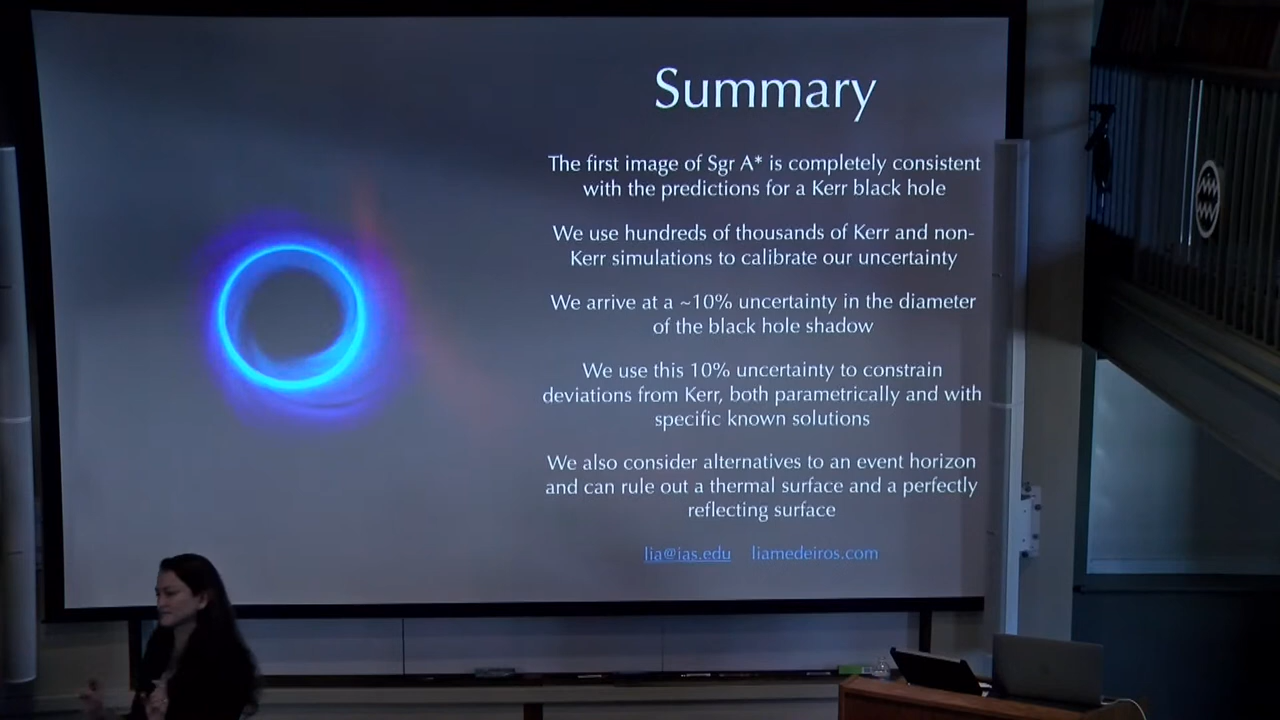 Summary
The first image of Sgr A* is completely consistent
with the predictions for a Kerr black hole
We use hundreds of thousands of Kerr and non-
Kerr simulations to calibrate our uncertainty
We arrive at a ~10% uncertainty in the diameter
of the black hole shadow
We use this 10% uncertainty to constrain
deviations from Kerr, both parametrically and with
specific known solutions
We also consider alternatives to an event horizon
and can rule out a thermal surface and a perfectly
reflecting surface
lia@ias.edu liamedeiros.com